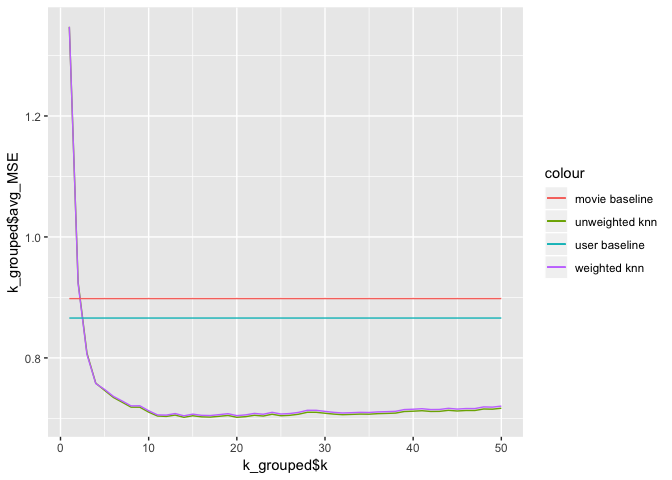 1.2
1.0
0.8
k_grouped$avg_MSE
0
10
20
30
40
50
k_grouped$k
colour
movie baseline
unweighted knn
user baseline
weighted knn